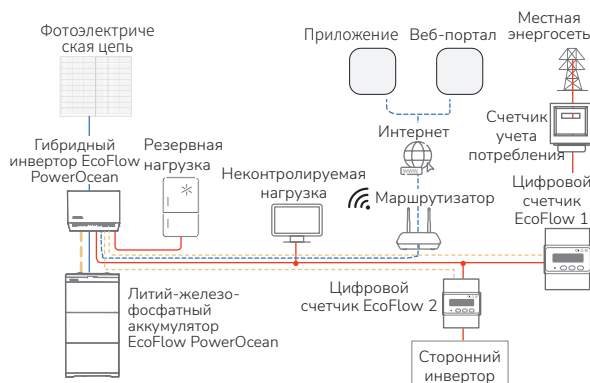 Фотоэлектриче
ская цепь
Приложение
Веб-портал
Местная
энергосеть
Гибридный
инвертор EcoFlow
PowerOcean
Резервная
нагрузка
Неконтролируемая
нагрузка
Интернет
Маршрутизатор
Счетчик
учета
потребления
Цифровой
счетчик
EcoFlow 1
Литий-железо-
фосфатный
аккумулятор
EcoFlow PowerOcean
Цифровой
счетчик EcoFlow 2
Сторонний
инвертор